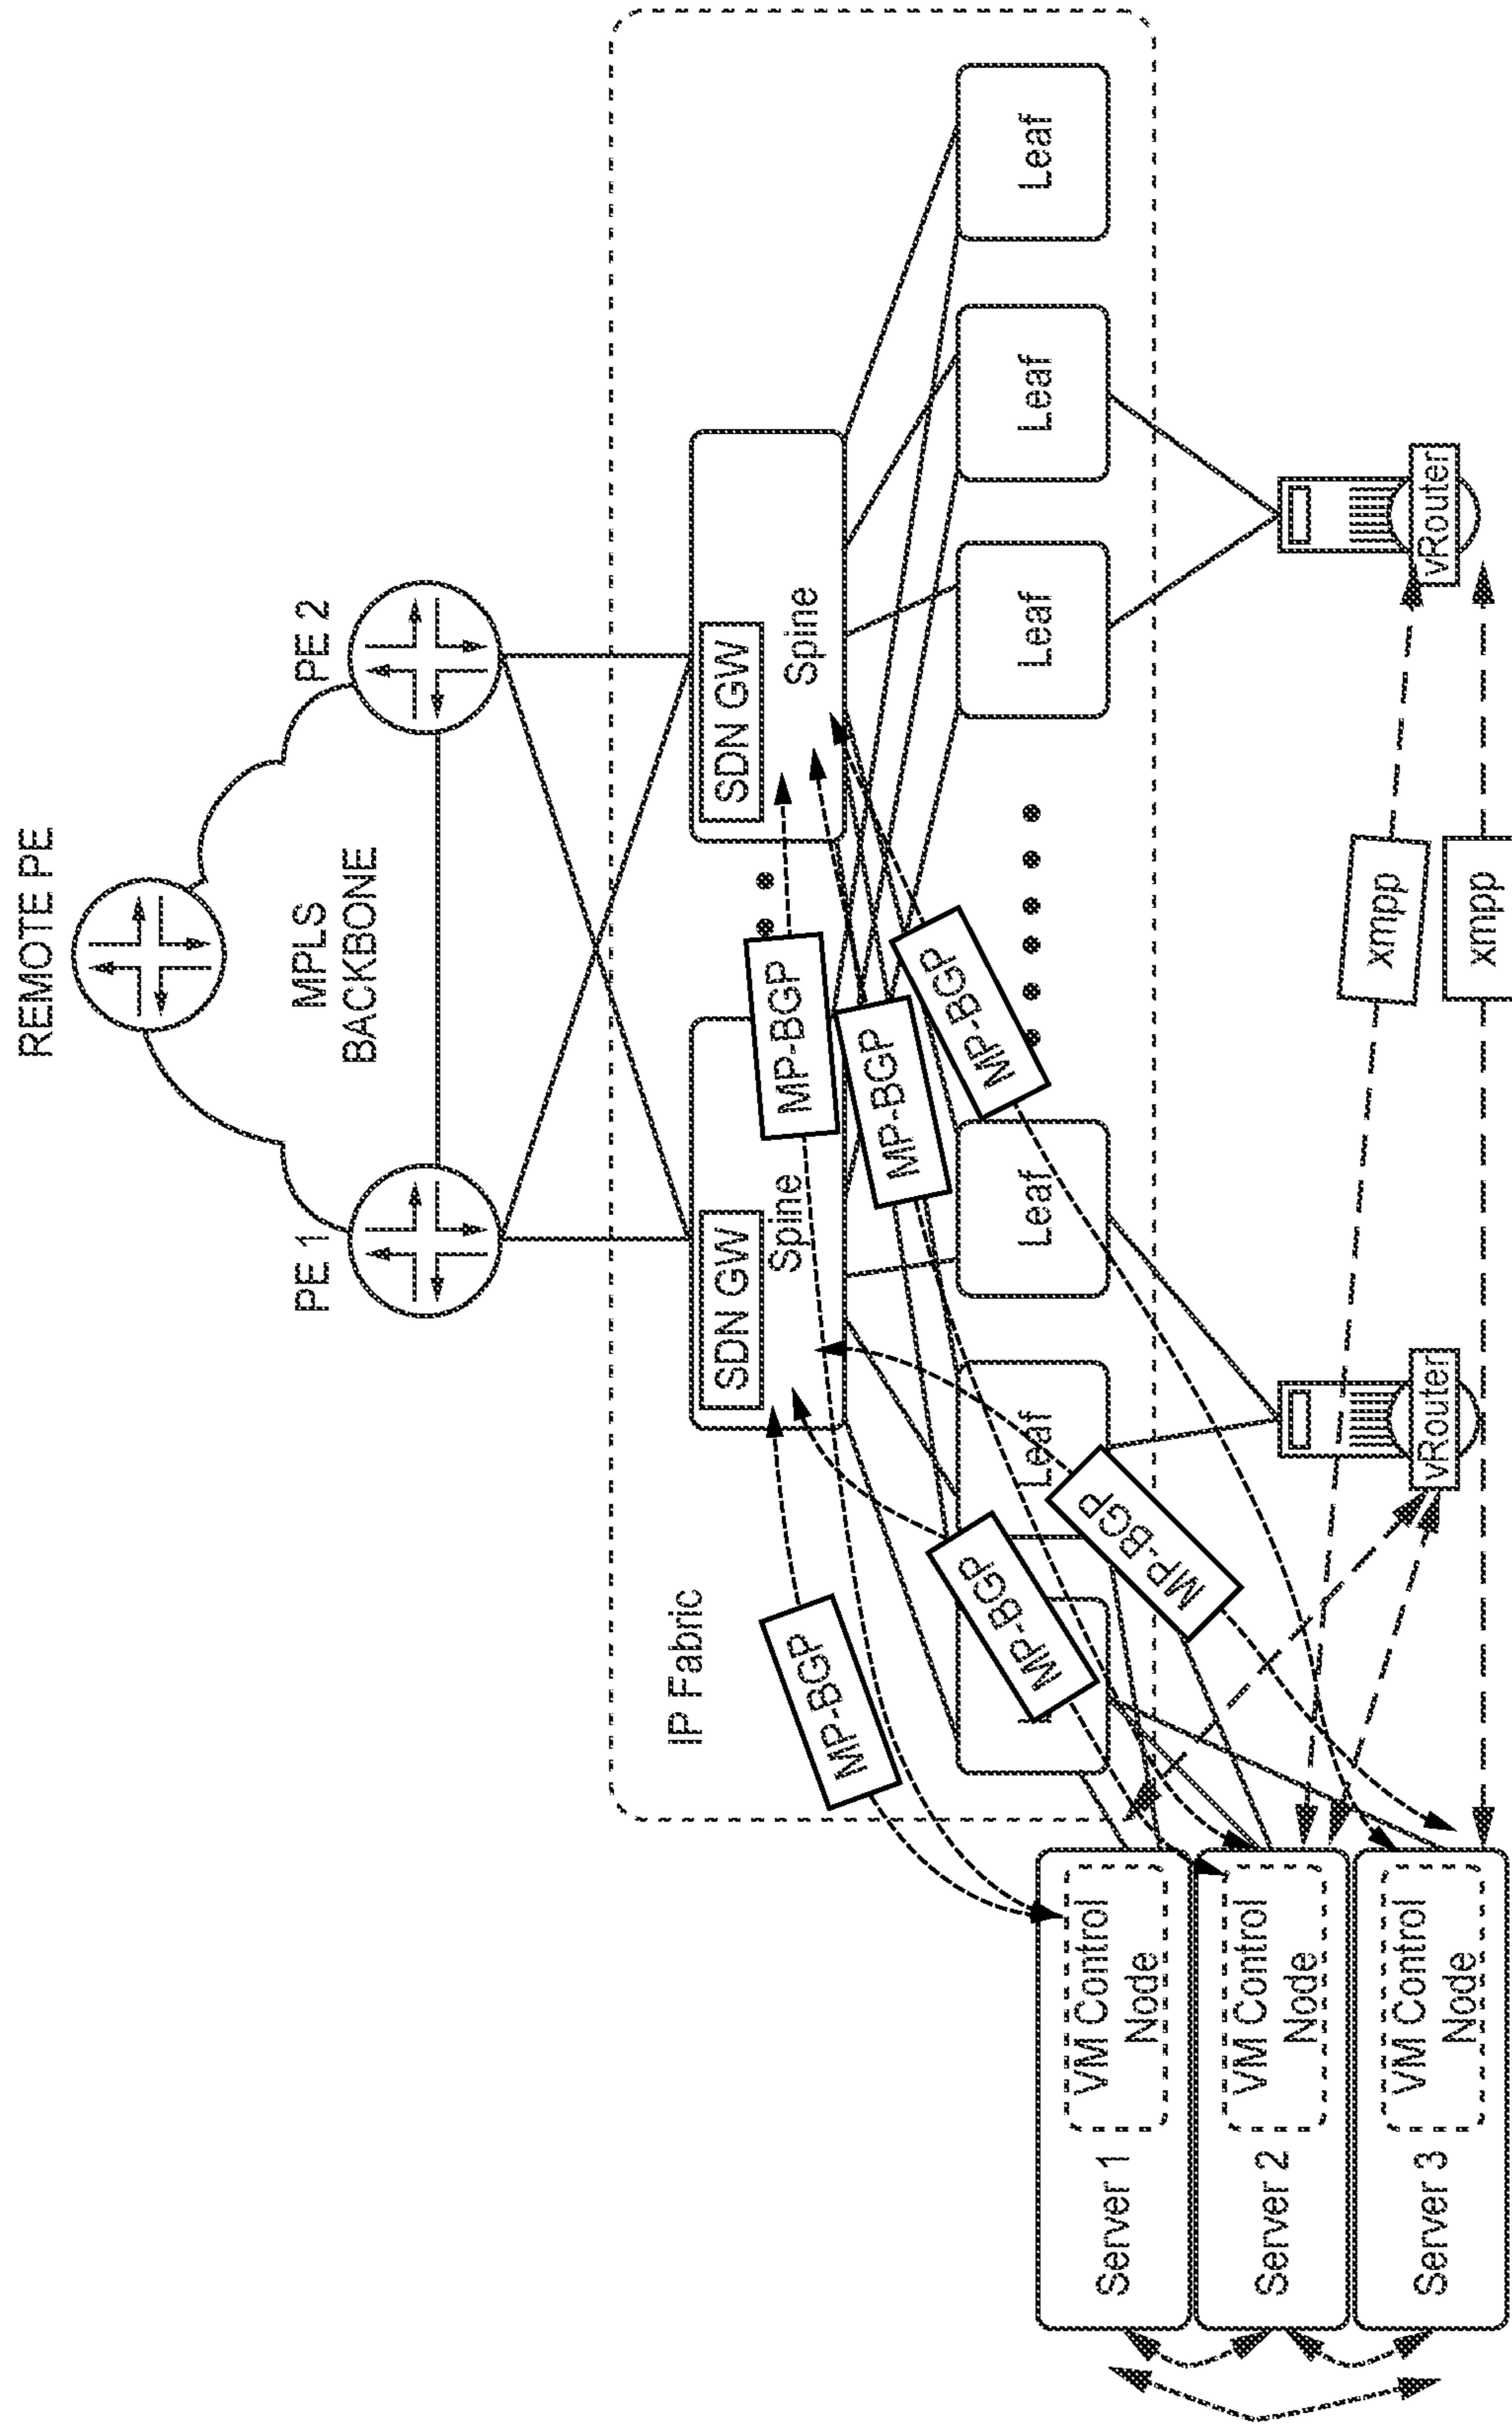 REMOTE PE
MPLS
BACKBONE
PE 1
PE 2
IP Fabric
SDN GW
Spine
SDN GW
Spine
MP-BGP
MP-BGP
MP-BGP
MP-BGP
MP-BGP
MP-BGP
Leaf
Leaf
Leaf
Leaf
Leaf
Server 1
VM Control
Node
Server 2
VM Control
Node
Server 3
VM Control
Node
vRouter
vRouter
xmpp
xmpp